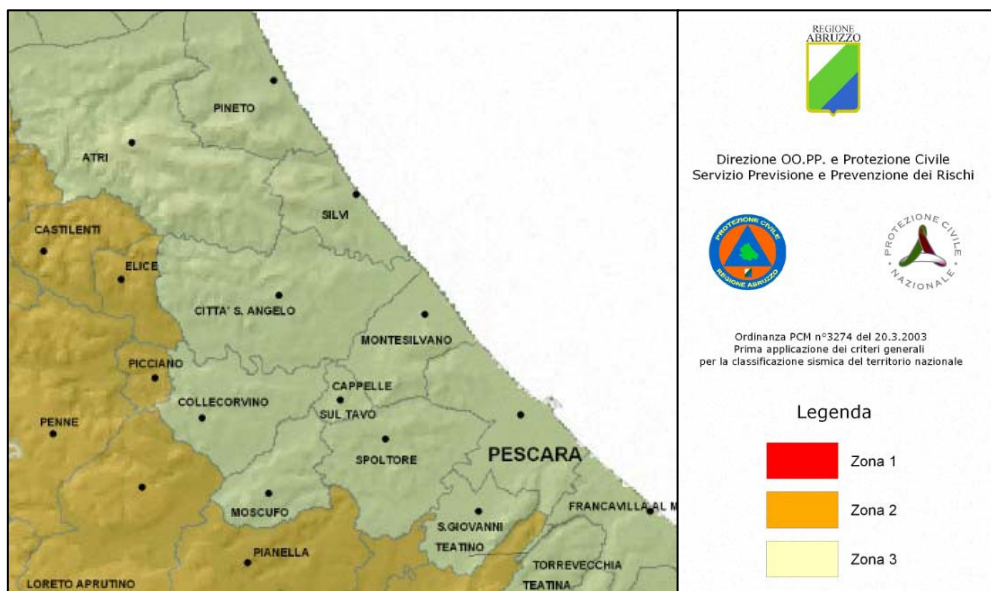 PINETO
ATRI
SILVI
CASTILENTI
ELICE
CITTA' S. ANGELO
MONTESILVANO
PICCIANO
CAPPELLE
SUL TAVO
COLLECORVINO
PENNE
SPOLTORE
PESCARA
MOSCUFO
FRANCAVILLA AL M
S.GIOVANNI
TEATINO
PIANELLA
TORREVECCHIA
TEATINA
LORETO APRUTINO
REGIONE
ABRUZZO
Direzione OO.PP. e Protezione Civile
Servizio Previsione e Prevenzione dei Rischi
PROTEZIONE CIVILE
REGIONE ABRUZZO
PROTEZIONE CIVILE
NAZIONALE
Ordinanza PCM n°3274 del 20.3.2003
Prima applicazione dei criteri generali
per la classificazione sismica del territorio nazionale
Legenda
Zona 1
Zona 2
Zona 3